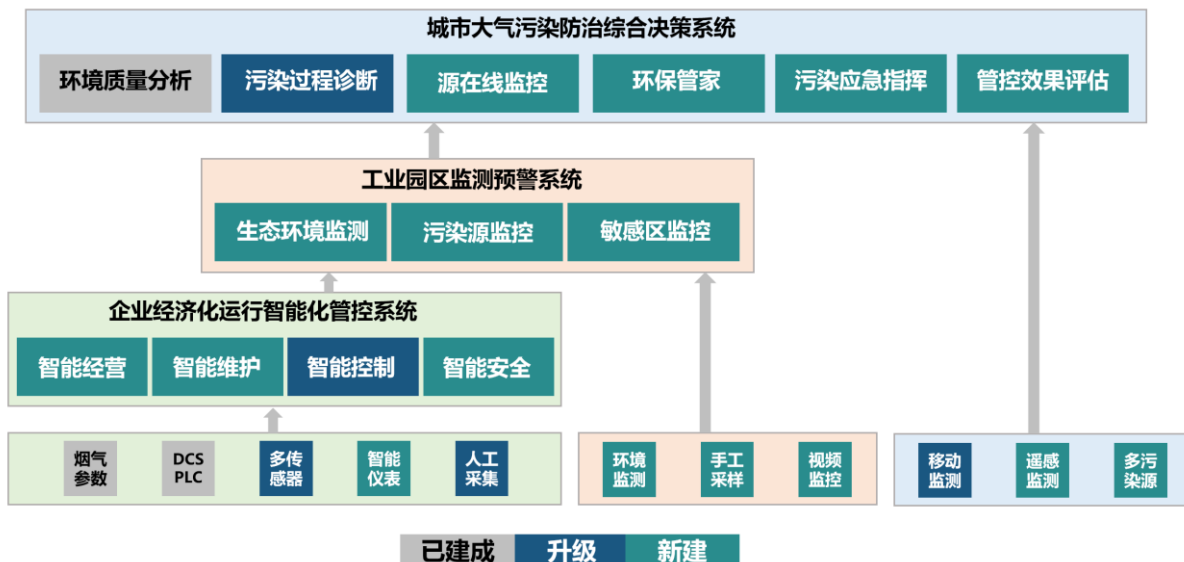 城市大气污染防治综合决策系统
环境质量分析
污染过程诊断
源在线监控
环保管家
污染应急指挥
管控效果评估
工业园区监测预警系统
生态环境监测
污染源监控
敏感区监控
企业经济化运行智能化管控系统
智能经营
智能维护
智能控制
智能安全
烟气
参数
DCS
PLC
多传
感器
智能
仪表
人工
采集
环境
监测
手工
采样
视频
监控
移动
监测
遥感
监测
多污
染源
已建成
升级
新建